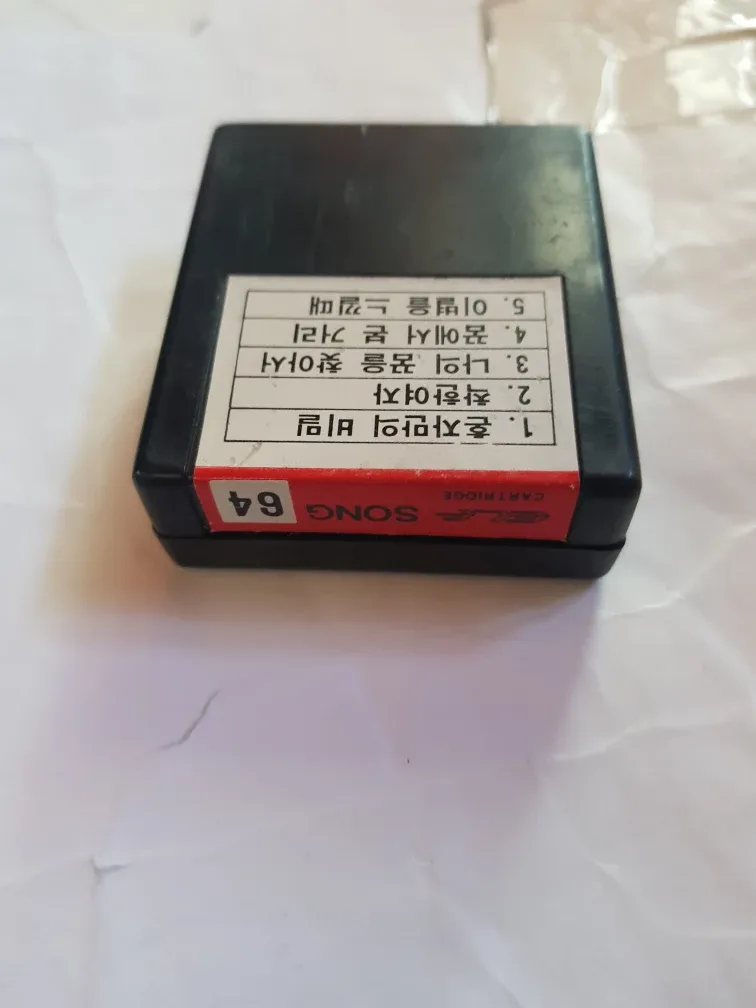 SONG 64
CARTRIDGE
1. 혼자만의 비밀
2. 착한여자
3. 나의 꿈을 찾아서
4. 꿈에서 본 거리
5. 이별을 느낄때